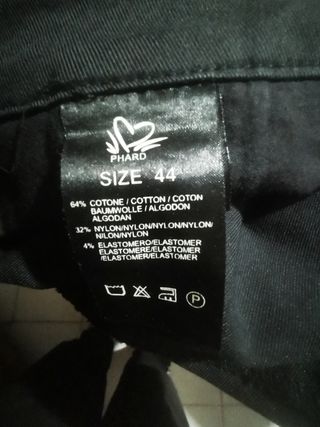 PHARD
SIZE 44
64% COTONE / COTTON / COTON
BAUMWOLLE / ALGODON
ALGODAN
32% NYLON/NYLON/NYLON/NYLON/
NILON/NYLON
4% ELASTOMERO/ELASTOMER
ELASTOMERE/ELASTOMERE
/ELASTOMER/ELASTOMER
P